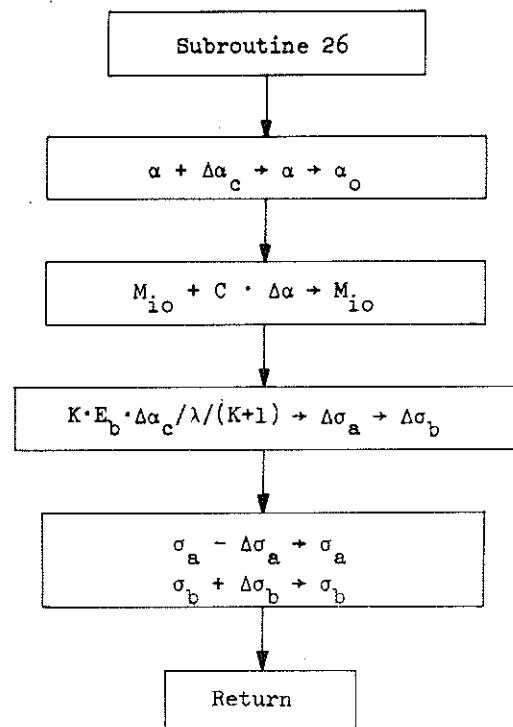 Subroutine 26
α + Δα_c → α → α_o
M_io + C · Δα → M_io
K·E_b·Δα_c/λ/(K+1) → Δσ_a → Δσ_b
σ_a − Δσ_a → σ_a
σ_b + Δσ_b → σ_b
Return